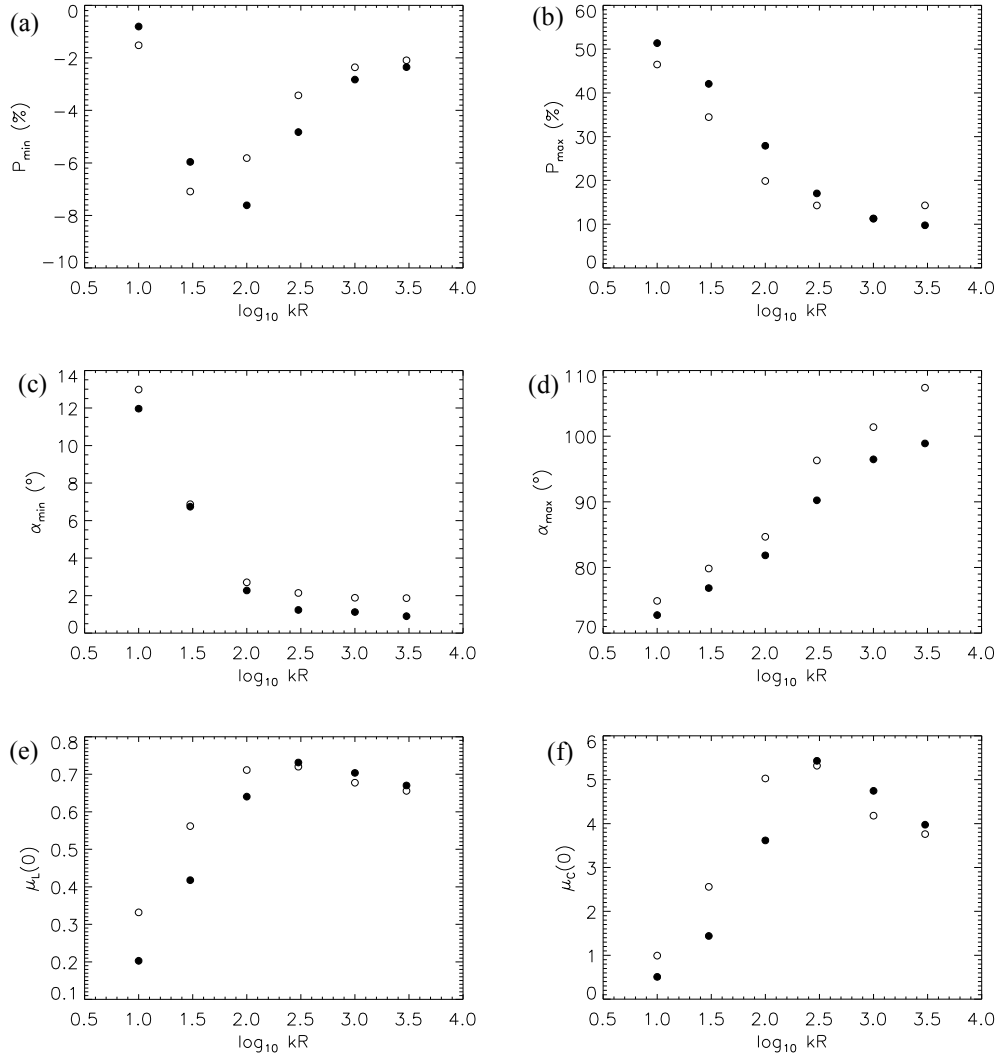 (a)
0
−2
−4
−6
−8
−10
P_min (%)
0.5 1.0 1.5 2.0 2.5 3.0 3.5 4.0
log₁₀ kR
(b)
60
50
40
30
20
10
0
P_max (%)
0.5 1.0 1.5 2.0 2.5 3.0 3.5 4.0
log₁₀ kR
(c)
14
12
10
8
6
4
2
0
α_min (°)
0.5 1.0 1.5 2.0 2.5 3.0 3.5 4.0
log₁₀ kR
(d)
110
100
90
80
70
α_max (°)
0.5 1.0 1.5 2.0 2.5 3.0 3.5 4.0
log₁₀ kR
(e)
0.8
0.7
0.6
0.5
0.4
0.3
0.2
0.1
μ_L(0)
0.5 1.0 1.5 2.0 2.5 3.0 3.5 4.0
log₁₀ kR
(f)
6
5
4
3
2
1
0
μ_C(0)
0.5 1.0 1.5 2.0 2.5 3.0 3.5 4.0
log₁₀ kR